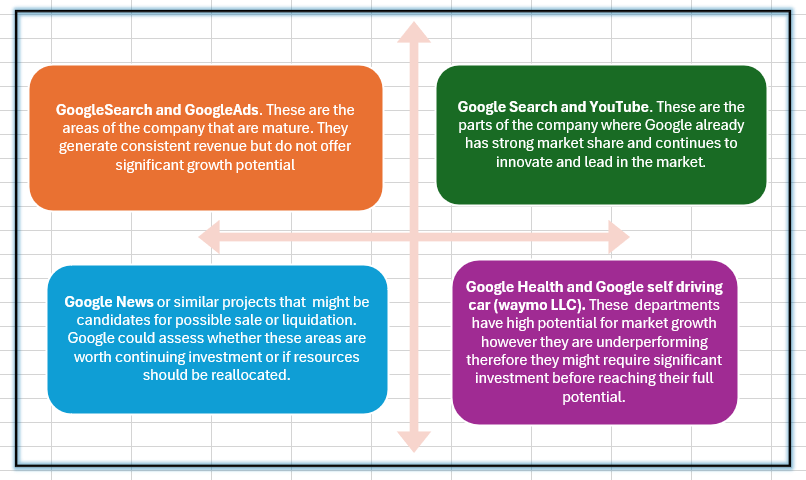 GoogleSearch and GoogleAds. These are the
areas of the company that are mature. They
generate consistent revenue but do not offer
significant growth potential
Google Search and YouTube. These are the
parts of the company where Google already
has strong market share and continues to
innovate and lead in the market.
Google News or similar projects that  might be
candidates for possible sale or liquidation.
Google could assess whether these areas are
worth continuing investment or if resources
should be reallocated.
Google Health and Google self driving
car (waymo LLC). These  departments
have high potential for market growth
however they are underperforming
therefore they might require significant
investment before reaching their full
potential.